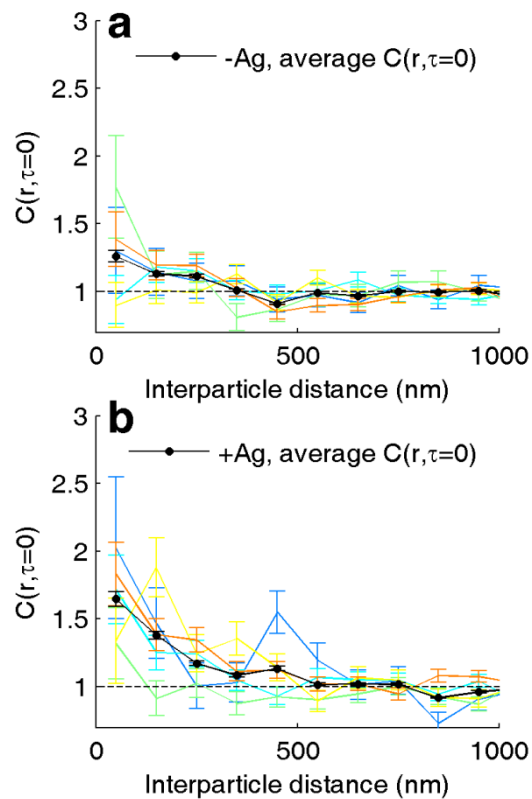 a
-Ag, average C(r,τ=0)
3
2.5
2
1.5
1
C(r,τ=0)
0 500 1000
Interparticle distance (nm)
b
+Ag, average C(r,τ=0)
3
2.5
2
1.5
1
C(r,τ=0)
0 500 1000
Interparticle distance (nm)